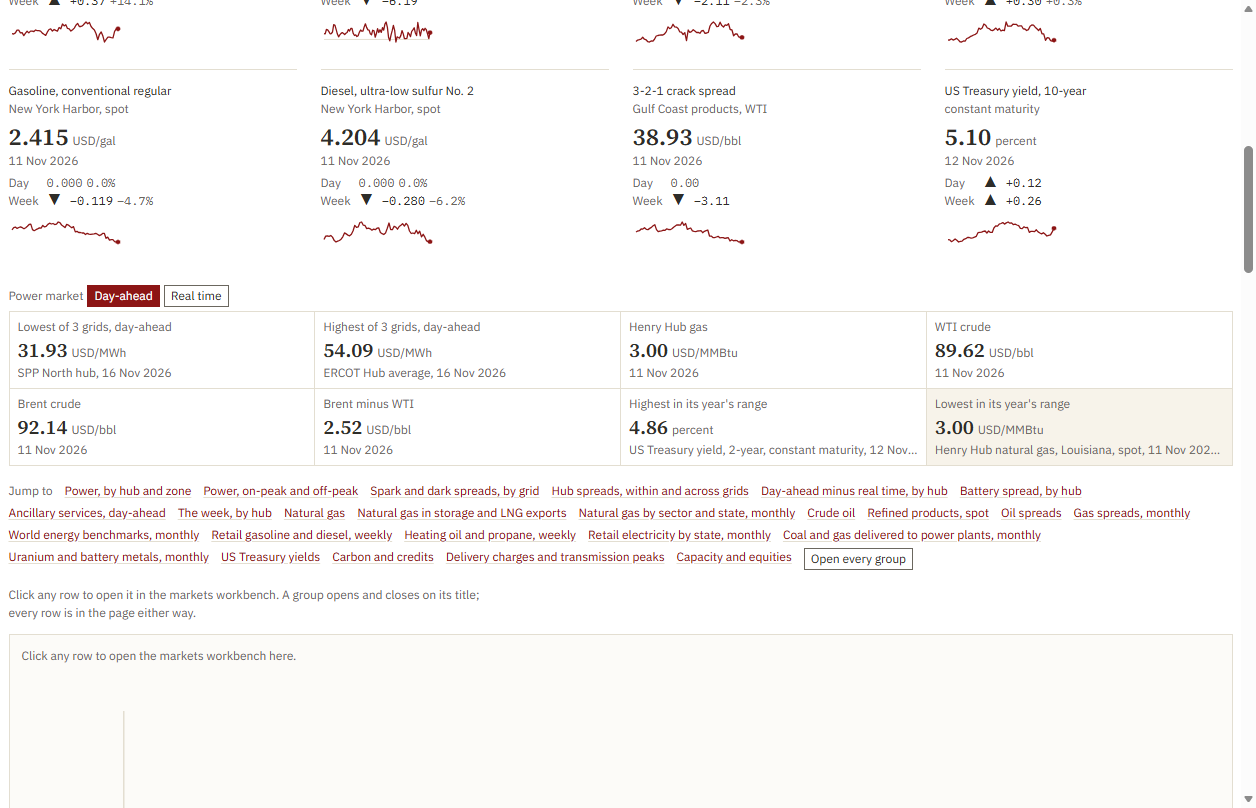 Week ▲ +0.37 +14.1%
Week ▼ −6.19
Week ▼ −2.11 −2.3%
Week ▲ +0.30 +0.3%
Gasoline, conventional regular
New York Harbor, spot
2.415 USD/gal
11 Nov 2026
Day 0.000 0.0%
Week ▼ −0.119 −4.7%
Diesel, ultra-low sulfur No. 2
New York Harbor, spot
4.204 USD/gal
11 Nov 2026
Day 0.000 0.0%
Week ▼ −0.280 −6.2%
3-2-1 crack spread
Gulf Coast products, WTI
38.93 USD/bbl
11 Nov 2026
Day 0.00
Week ▼ −3.11
US Treasury yield, 10-year
constant maturity
5.10 percent
12 Nov 2026
Day ▲ +0.12
Week ▲ +0.26
Power market Day-ahead Real time
Lowest of 3 grids, day-ahead
31.93 USD/MWh
SPP North hub, 16 Nov 2026
Highest of 3 grids, day-ahead
54.09 USD/MWh
ERCOT Hub average, 16 Nov 2026
Henry Hub gas
3.00 USD/MMBtu
11 Nov 2026
WTI crude
89.62 USD/bbl
11 Nov 2026
Brent crude
92.14 USD/bbl
11 Nov 2026
Brent minus WTI
2.52 USD/bbl
11 Nov 2026
Highest in its year's range
4.86 percent
US Treasury yield, 2-year, constant maturity, 12 Nov...
Lowest in its year's range
3.00 USD/MMBtu
Henry Hub natural gas, Louisiana, spot, 11 Nov 202...
Jump to Power, by hub and zone Power, on-peak and off-peak Spark and dark spreads, by grid Hub spreads, within and across grids Day-ahead minus real time, by hub Battery spread, by hub
Ancillary services, day-ahead The week, by hub Natural gas Natural gas in storage and LNG exports Natural gas by sector and state, monthly Crude oil Refined products, spot Oil spreads Gas spreads, monthly
World energy benchmarks, monthly Retail gasoline and diesel, weekly Heating oil and propane, weekly Retail electricity by state, monthly Coal and gas delivered to power plants, monthly
Uranium and battery metals, monthly US Treasury yields Carbon and credits Delivery charges and transmission peaks Capacity and equities Open every group
Click any row to open it in the markets workbench. A group opens and closes on its title;
every row is in the page either way.
Click any row to open the markets workbench here.